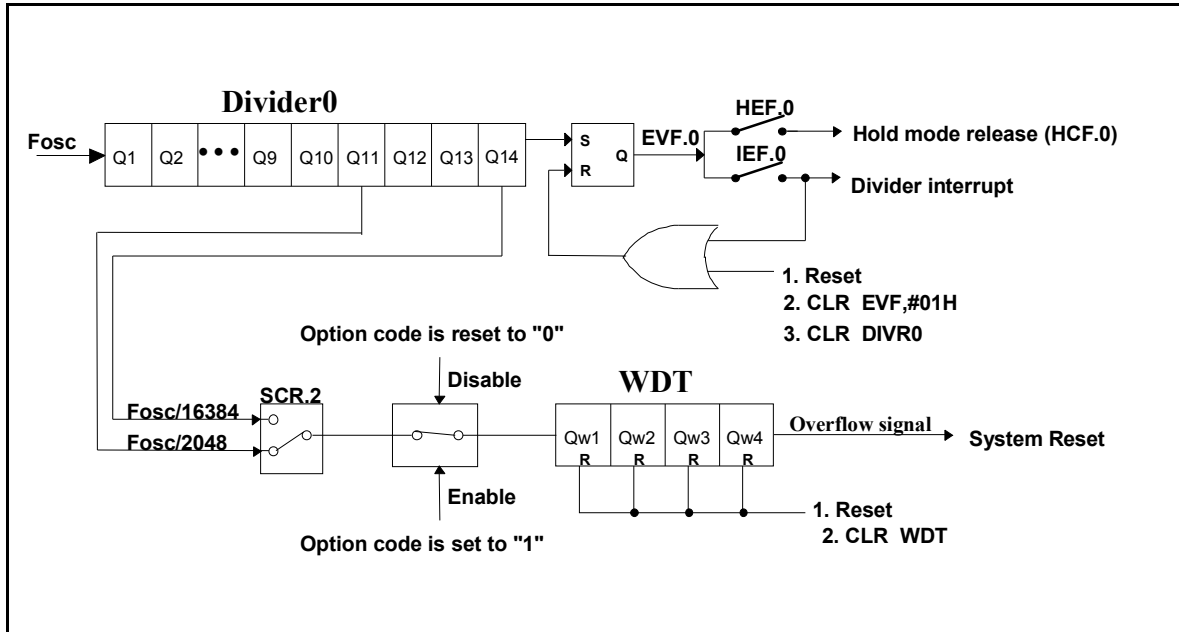 Divider0
Fosc
Q1 Q2 ••• Q9 Q10 Q11 Q12 Q13 Q14
S
R
Q
EVF.0
HEF.0
IEF.0
Hold mode release (HCF.0)
Divider interrupt
1. Reset
2. CLR EVF,#01H
3. CLR DIVR0
Option code is reset to "0"
Disable
SCR.2
Fosc/16384
Fosc/2048
Enable
Option code is set to "1"
WDT
Qw1 Qw2 Qw3 Qw4
R R R R
Overflow signal
System Reset
1. Reset
2. CLR WDT